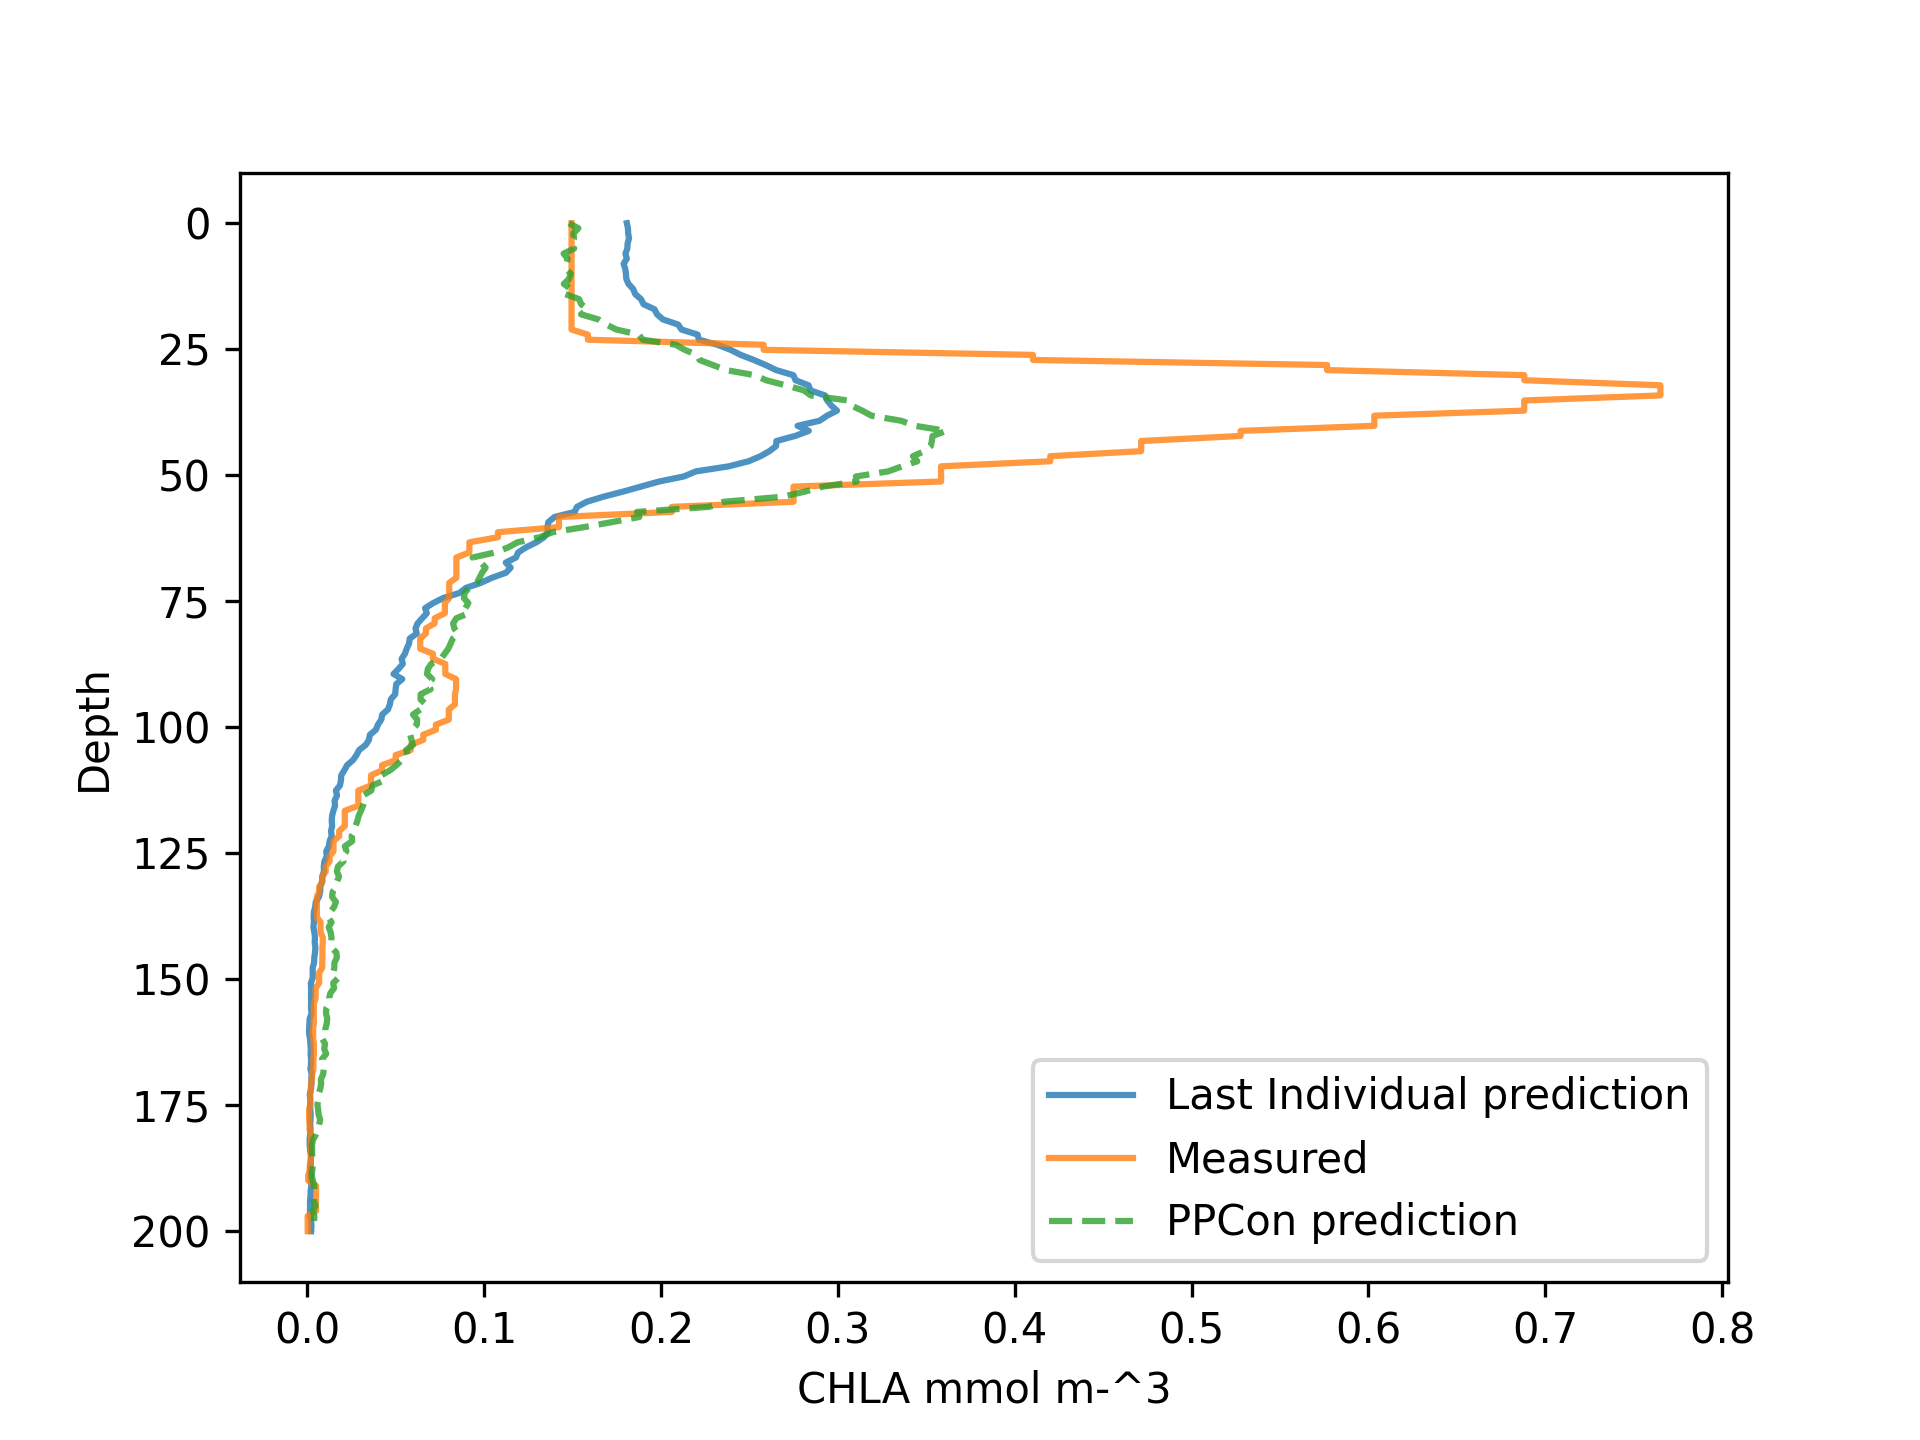 0
25
50
75
100
125
150
175
200
Depth
0.0 0.1 0.2 0.3 0.4 0.5 0.6 0.7 0.8
CHLA mmol m-^3
Last Individual prediction
Measured
PPCon prediction